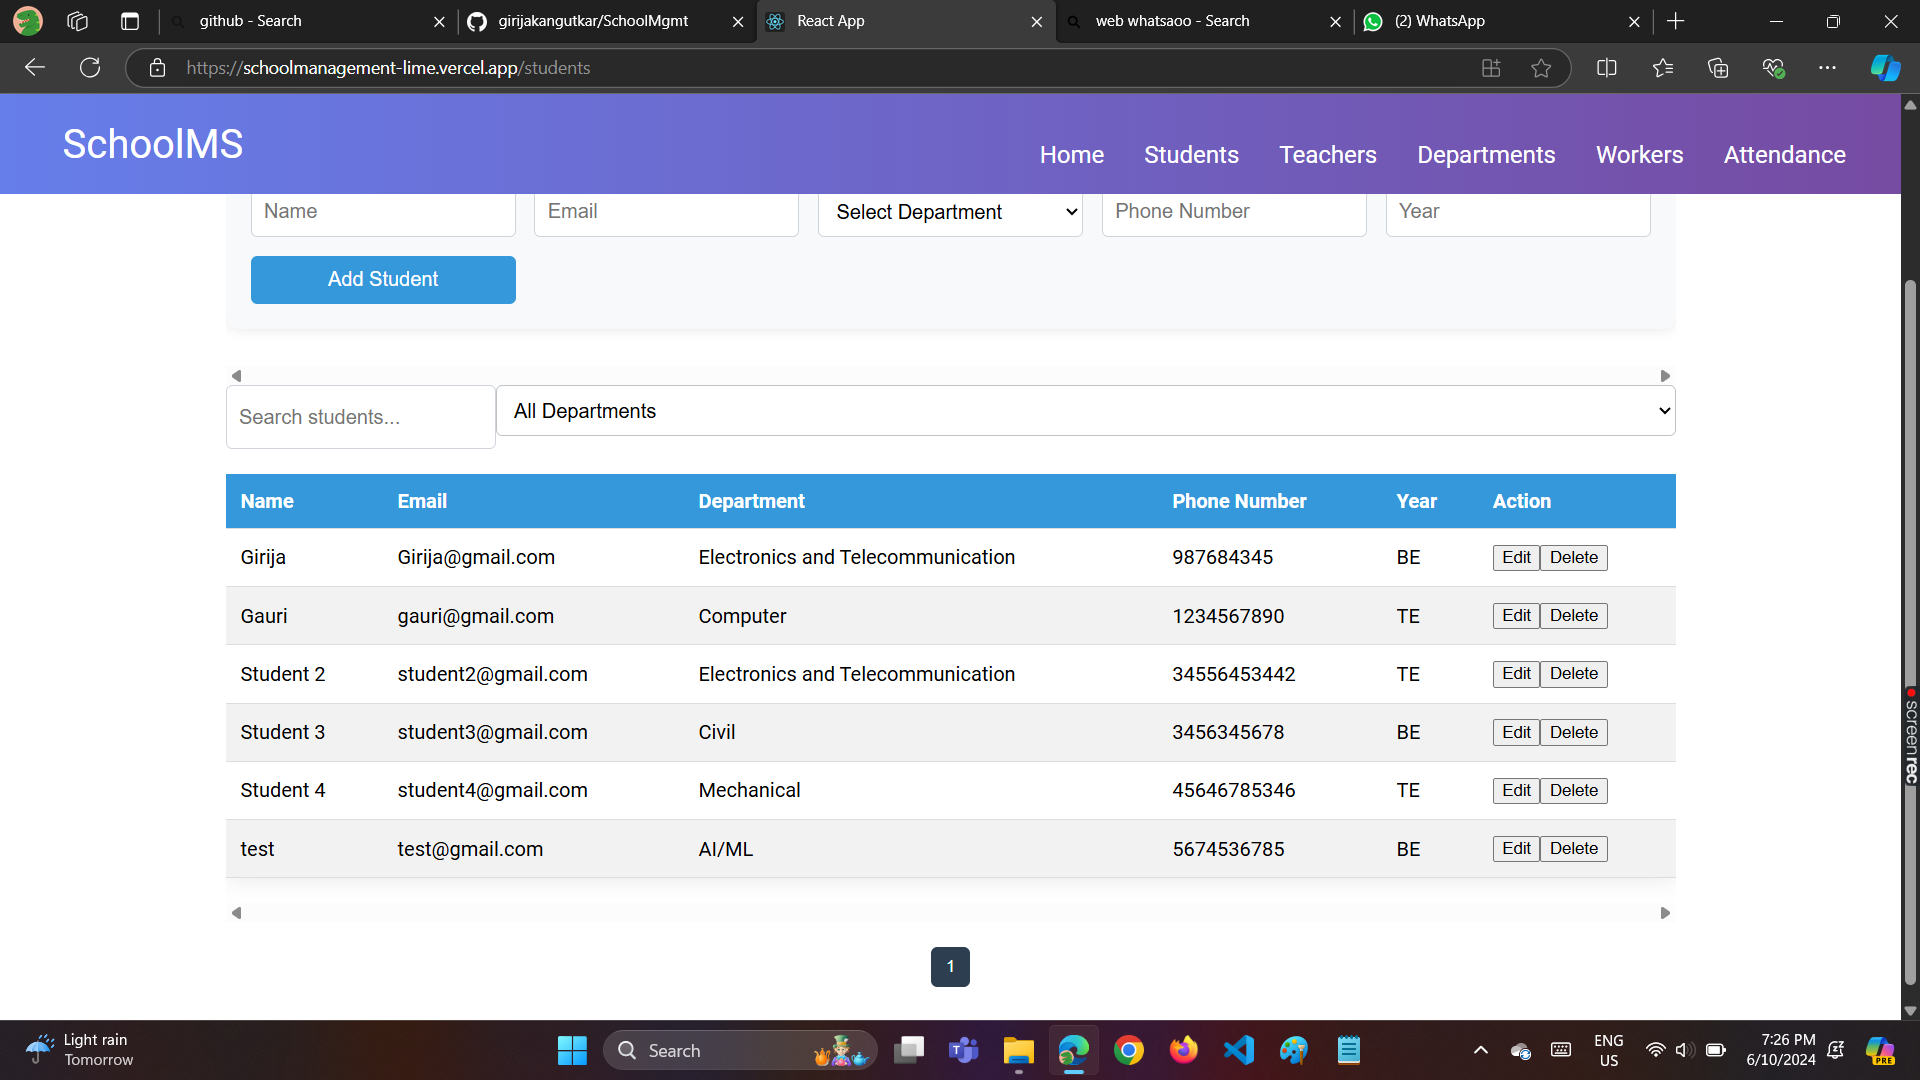 github - Search
girijakangutkar/SchoolMgmt
React App
web whatsaoo - Search
(2) WhatsApp
https://schoolmanagement-lime.vercel.app/students
SchoolMS
Home Students Teachers Departments Workers Attendance
Name Email Select Department Phone Number Year
Add Student
Search students... All Departments
Name Email Department Phone Number Year Action
Girija Girija@gmail.com Electronics and Telecommunication 987684345 BE Edit Delete
Gauri gauri@gmail.com Computer 1234567890 TE Edit Delete
Student 2 student2@gmail.com Electronics and Telecommunication 34556453442 TE Edit Delete
Student 3 student3@gmail.com Civil 3456345678 BE Edit Delete
Student 4 student4@gmail.com Mechanical 45646785346 TE Edit Delete
test test@gmail.com AI/ML 5674536785 BE Edit Delete
1
screenrec
Light rain
Tomorrow
Search
ENG
US
7:26 PM
6/10/2024
PRE